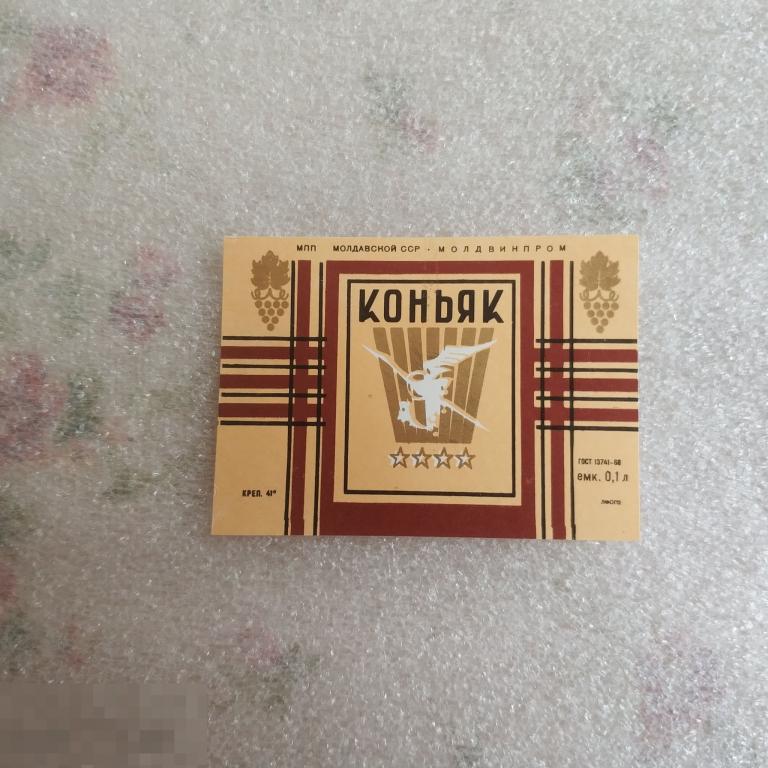 МПП МОЛДАВСКОЙ ССР · МОЛДВИНПРОМ
КОНЬЯК
КРЕП. 41°
ГОСТ 13741-68
емк. 0,1 л